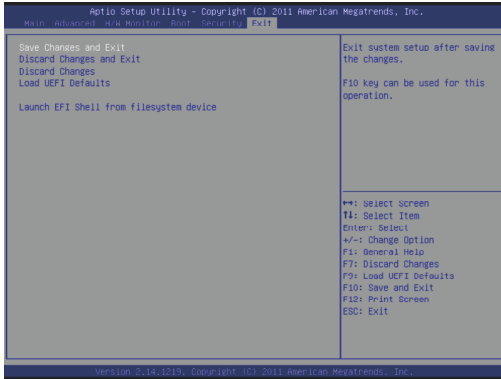 Aptio Setup Utility – Copyright (C) 2011 American Megatrends, Inc.
Main Advanced H/W Monitor Boot Security Exit
Save Changes and Exit
Discard Changes and Exit
Discard Changes
Load UEFI Defaults
Launch EFI Shell from filesystem device
Exit system setup after saving
the changes.
F10 key can be used for this
operation.
↔: Select Screen
↑↓: Select Item
Enter: Select
+/-: Change Option
F1: General Help
F7: Discard Changes
F9: Load UEFI Defaults
F10: Save and Exit
F12: Print Screen
ESC: Exit
Version 2.14.1219. Copyright (C) 2011 American Megatrends, Inc.